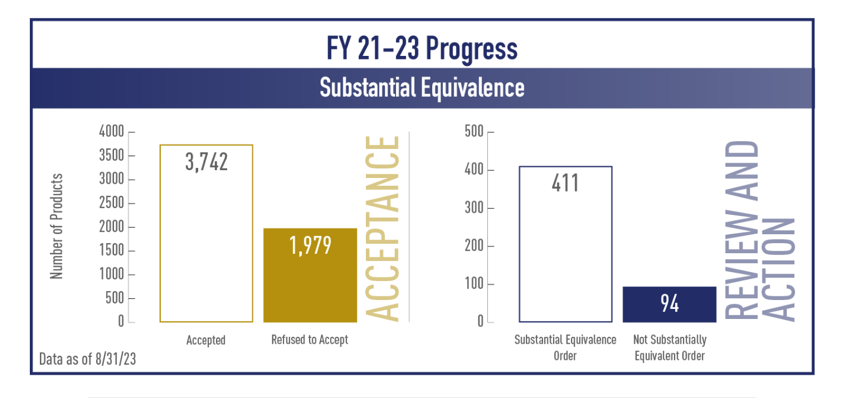 FY 21–23 Progress
Substantial Equivalence
Number of Products
4000
3500
3000
2500
2000
1500
1000
500
0
3,742
1,979
Accepted
Refused to Accept
ACCEPTANCE
500
400
300
200
100
0
411
94
Substantial Equivalence
Order
Not Substantially
Equivalent Order
REVIEW AND
ACTION
Data as of 8/31/23